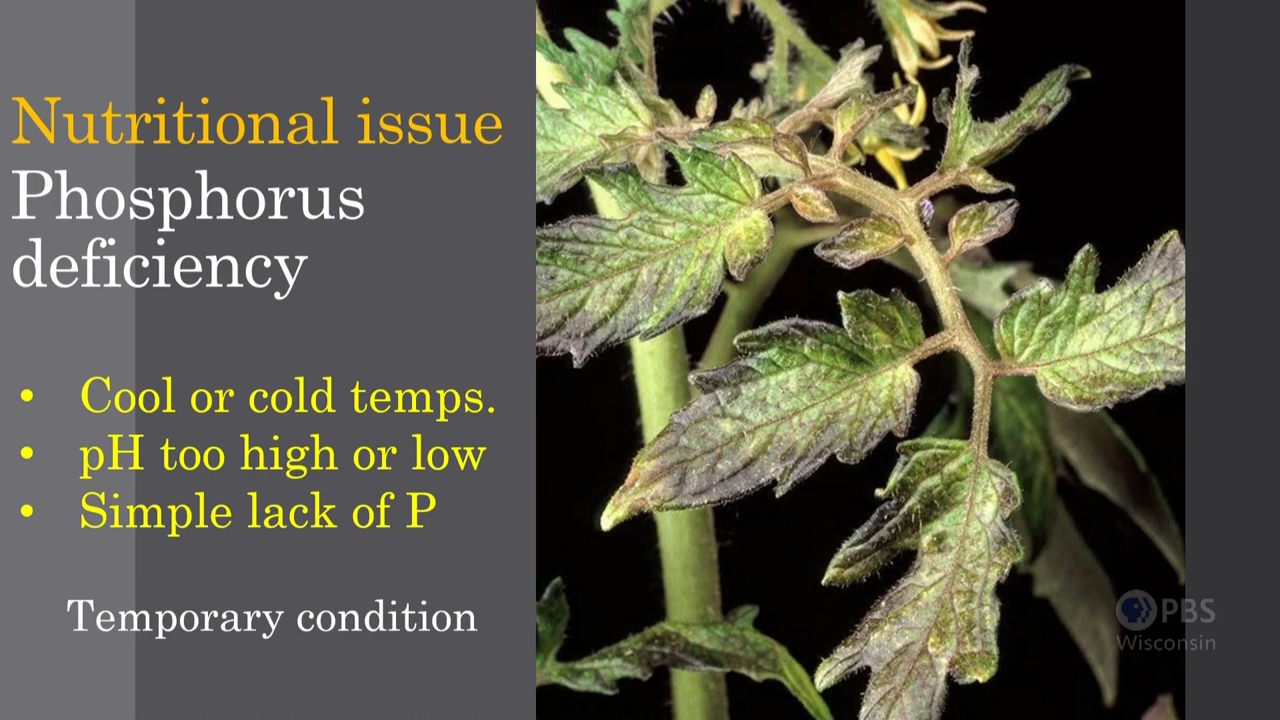 Nutritional issue
Phosphorus
deficiency
• Cool or cold temps.
• pH too high or low
• Simple lack of P
Temporary condition
PBS
Wisconsin